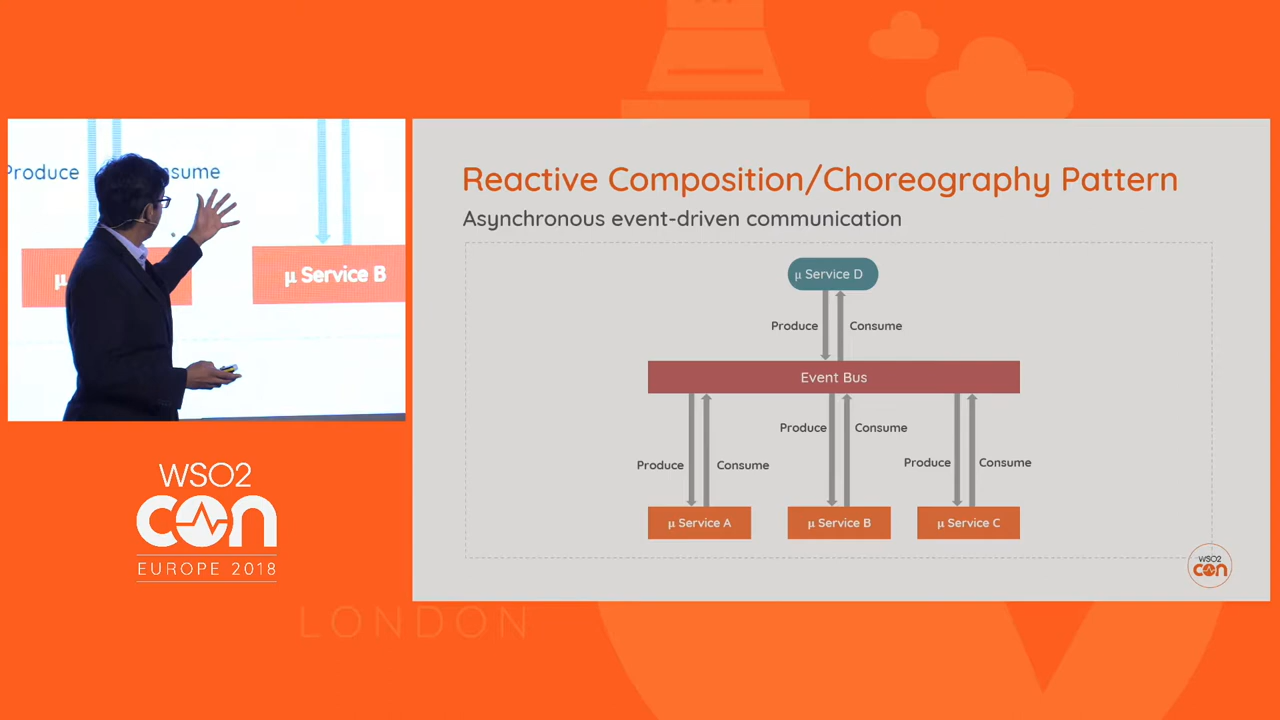 Produce
μ Service B
WSO2
con
EUROPE 2018
LONDON
Reactive Composition/Choreography Pattern
Asynchronous event-driven communication
μ Service D
Produce Consume
Event Bus
Produce Consume
Produce Consume
Produce Consume
μ Service A
μ Service B
μ Service C
WSO2
con